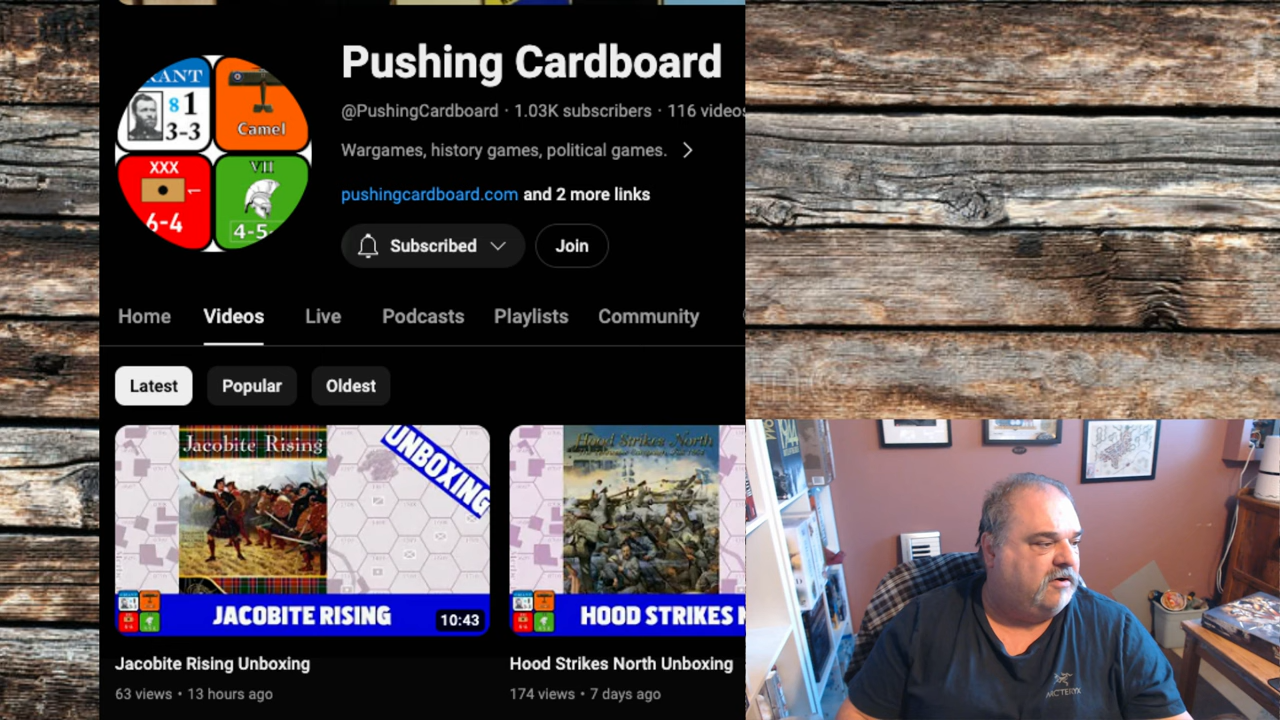 Pushing Cardboard
@PushingCardboard · 1.03K subscribers · 116 videos
Wargames, history games, political games.
pushingcardboard.com and 2 more links
Subscribed
Join
Home Videos Live Podcasts Playlists Community
Latest Popular Oldest
8 1
3-3
Camel
XXX
1
6-4
VII
4-5
Jacobite Rising
UNBOXING
JACOBITE RISING
10:43
Hood Strikes North
HOOD STRIKES
Jacobite Rising Unboxing
63 views • 13 hours ago
Hood Strikes North Unboxing
174 views • 7 days ago
1944
MCTERYX